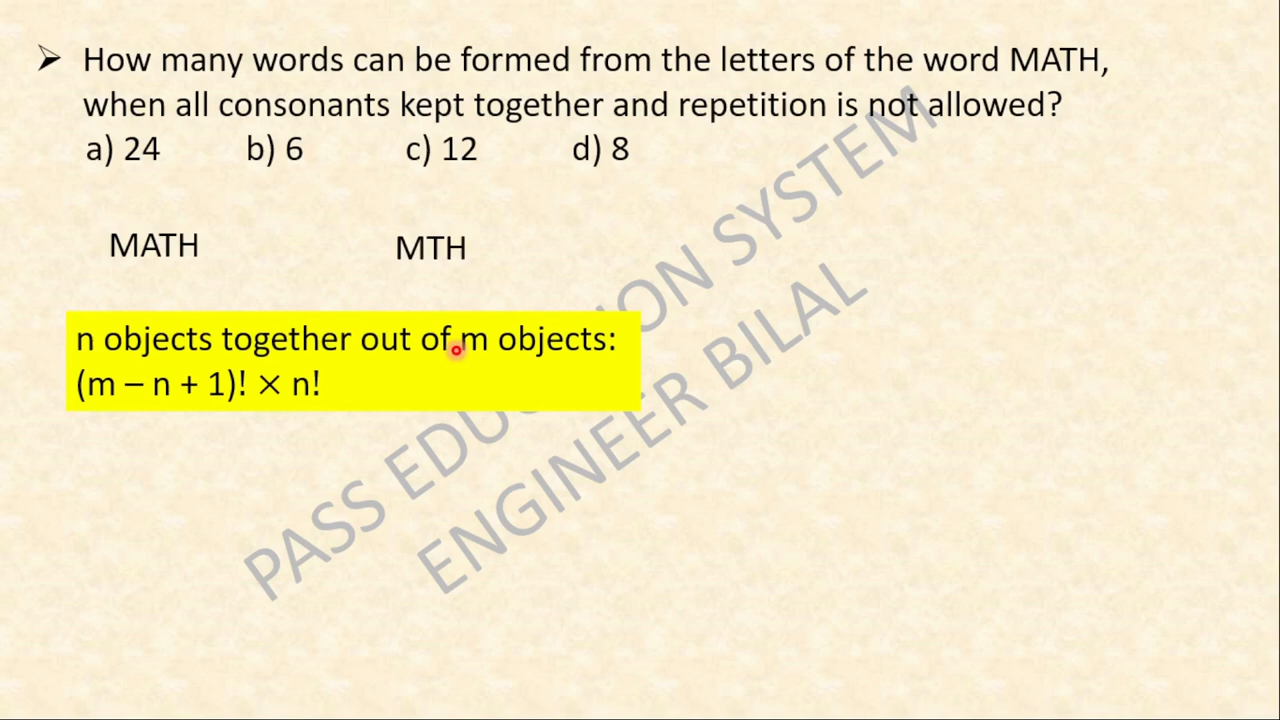 ➢ How many words can be formed from the letters of the word MATH,
when all consonants kept together and repetition is not allowed?
a) 24 b) 6 c) 12 d) 8
MATH MTH
n objects together out of m objects:
(m – n + 1)! × n!
PASS EDUCATION SYSTEM
ENGINEER BILAL